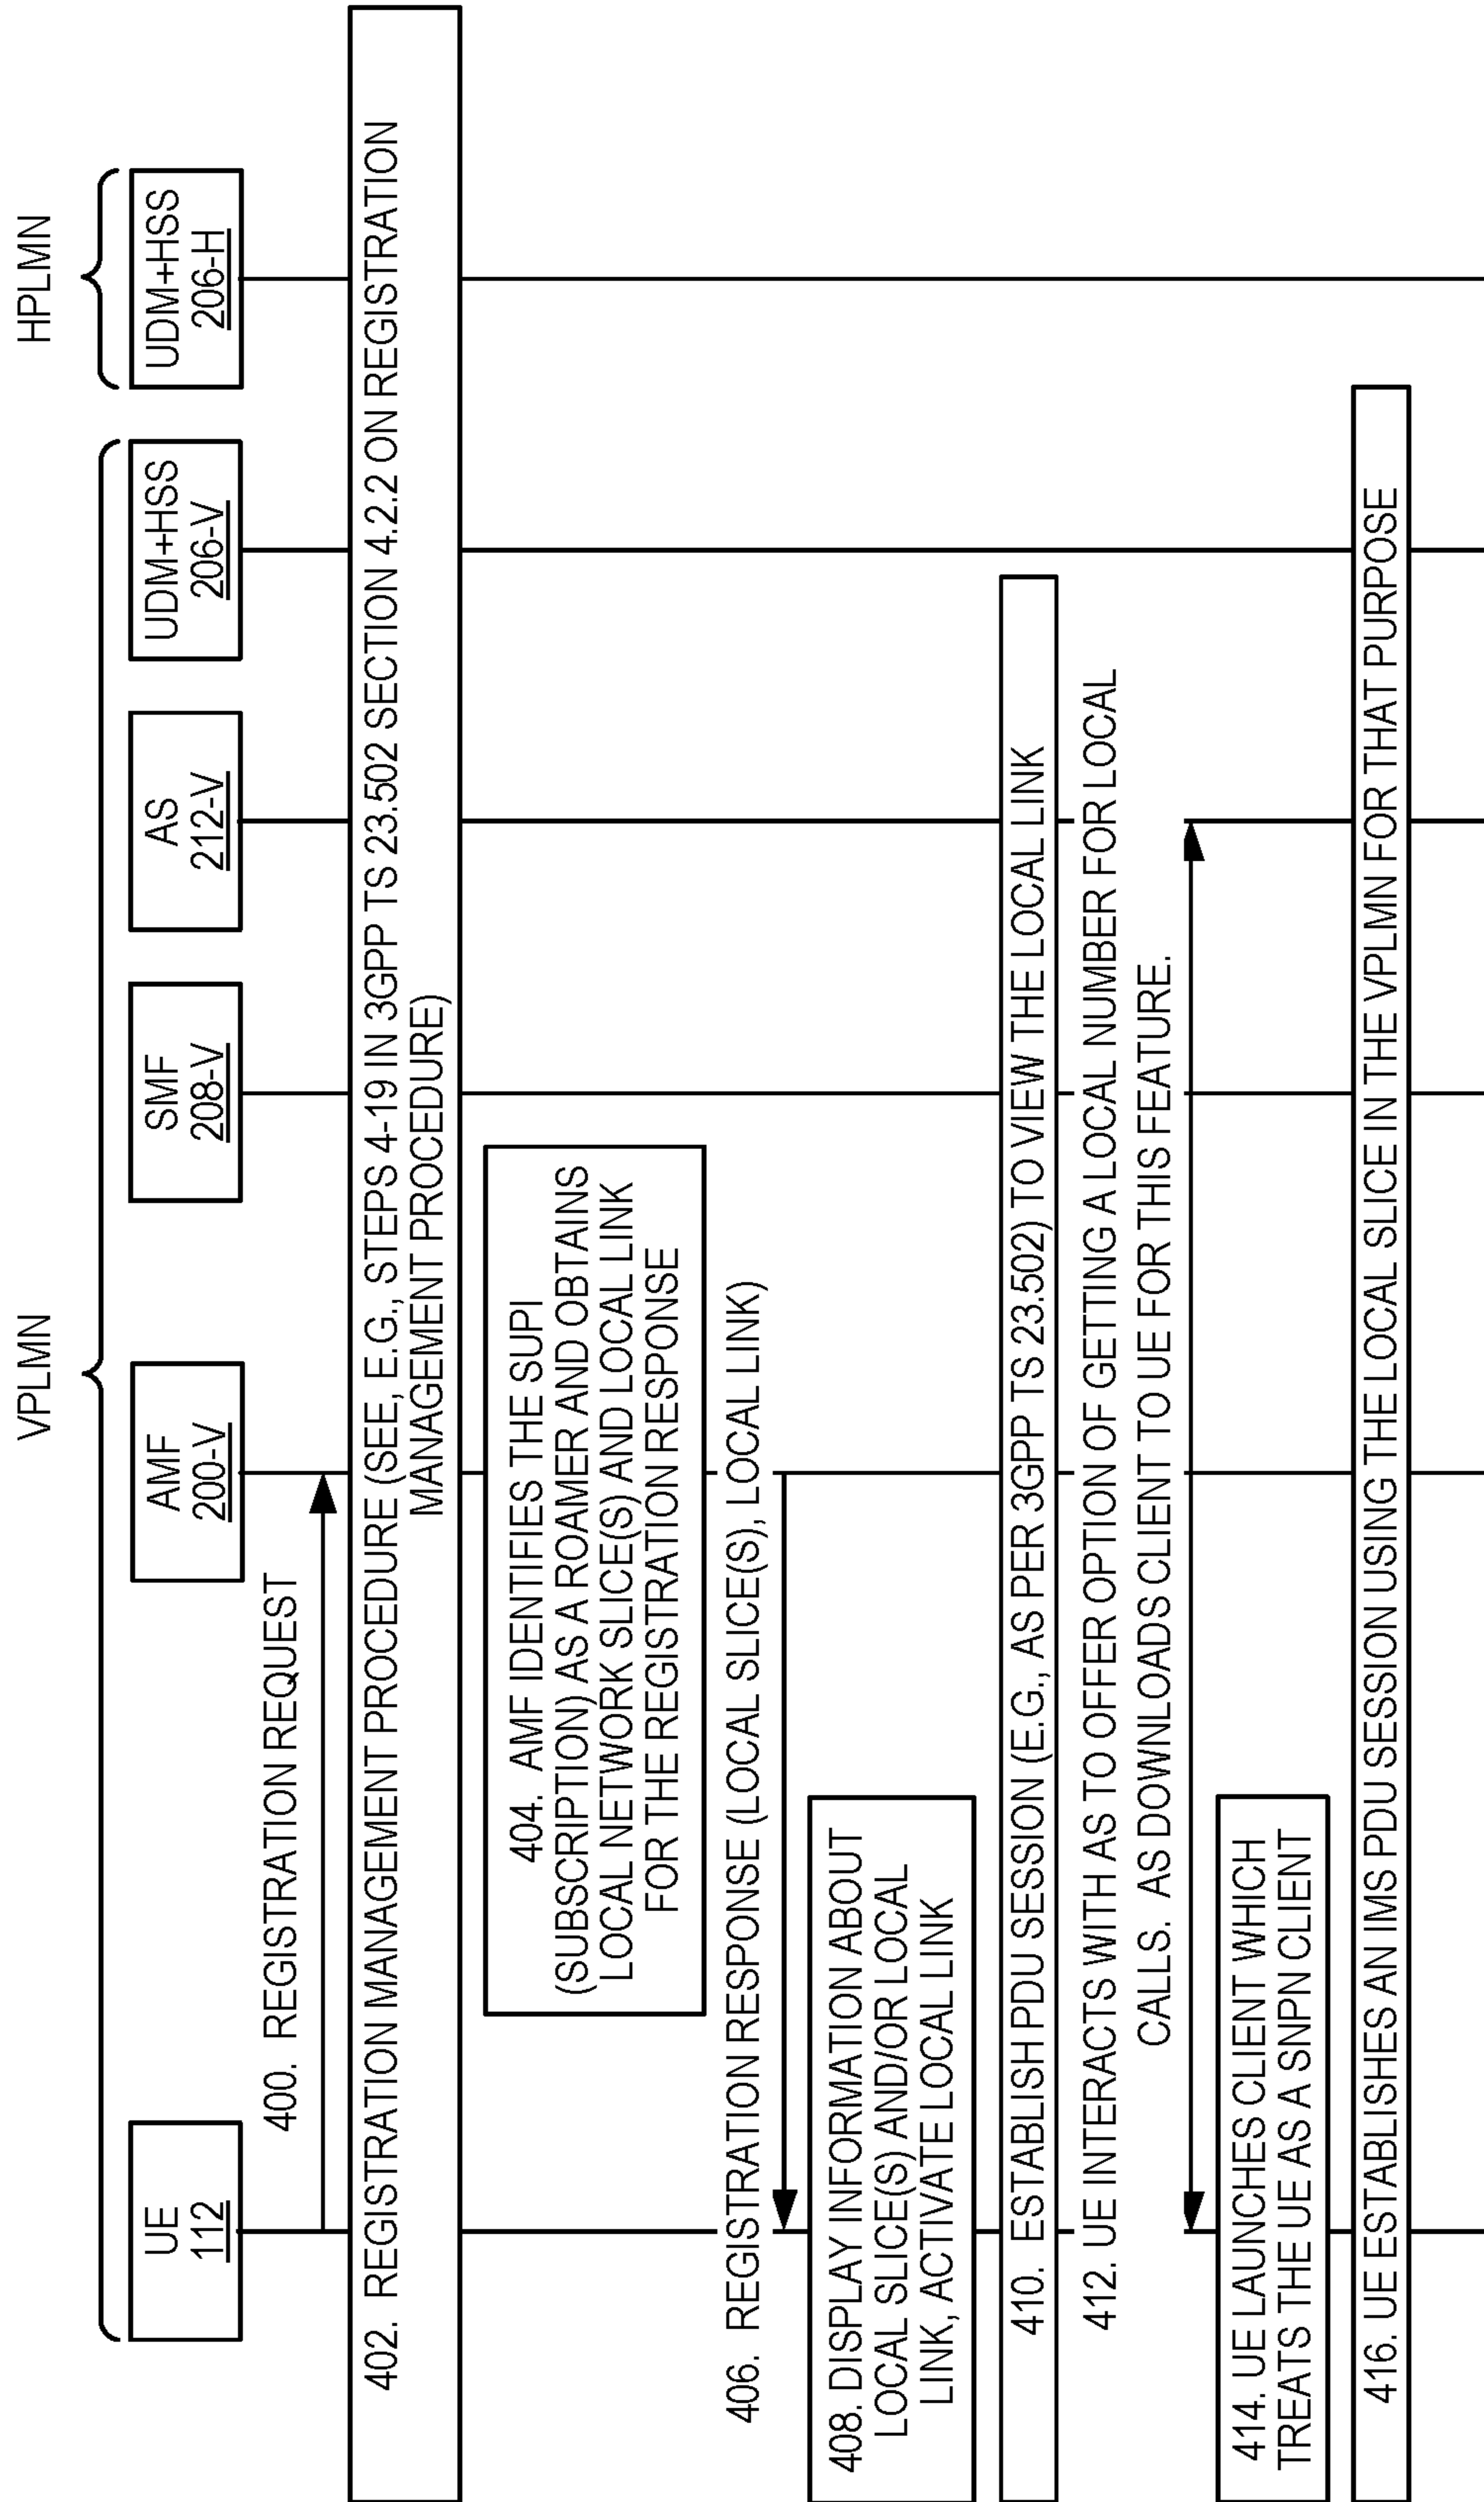 VPLMN
HPLMN
UE
112
AMF
200-V
SMF
208-V
AS
212-V
UDM+HSS
206-V
UDM+HSS
206-H
400. REGISTRATION REQUEST
402. REGISTRATION MANAGEMENT PROCEDURE (SEE, E.G., STEPS 4-19 IN 3GPP TS 23.502 SECTION 4.2.2 ON REGISTRATION
MANAGEMENT PROCEDURE)
404. AMF IDENTIFIES THE SUPI
(SUBSCRIPTION) AS A ROAMER AND OBTAINS
LOCAL NETWORK SLICE(S) AND LOCAL LINK
FOR THE REGISTRATION RESPONSE
406. REGISTRATION RESPONSE (LOCAL SLICE(S), LOCAL LINK)
408. DISPLAY INFORMATION ABOUT
LOCAL SLICE(S) AND/OR LOCAL
LINK, ACTIVATE LOCAL LINK
410. ESTABLISH PDU SESSION (E.G., AS PER 3GPP TS 23.502) TO VIEW THE LOCAL LINK
412. UE INTERACTS WITH AS TO OFFER OPTION OF GETTING A LOCAL NUMBER FOR LOCAL
CALLS. AS DOWNLOADS CLIENT TO UE FOR THIS FEATURE.
414. UE LAUNCHES CLIENT WHICH
TREATS THE UE AS A SNPN CLIENT
416. UE ESTABLISHES AN IMS PDU SESSION USING THE LOCAL SLICE IN THE VPLMN FOR THAT PURPOSE